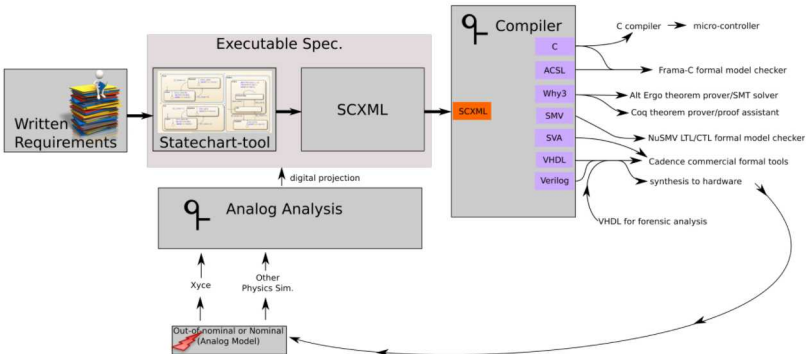 Executable Spec.
Written
Requirements
Statechart-tool
SCXML
digital projection
Analog Analysis
Xyce
Other
Physics Sim.
Out-of-nominal or Nominal
(Analog Model)
Compiler
SCXML
C
ACSL
Why3
SMV
SVA
VHDL
Verilog
C compiler
micro-controller
Frama-C formal model checker
Alt Ergo theorem prover/SMT solver
Coq theorem prover/proof assistant
NuSMV LTL/CTL formal model checker
Cadence commercial formal tools
synthesis to hardware
VHDL for forensic analysis